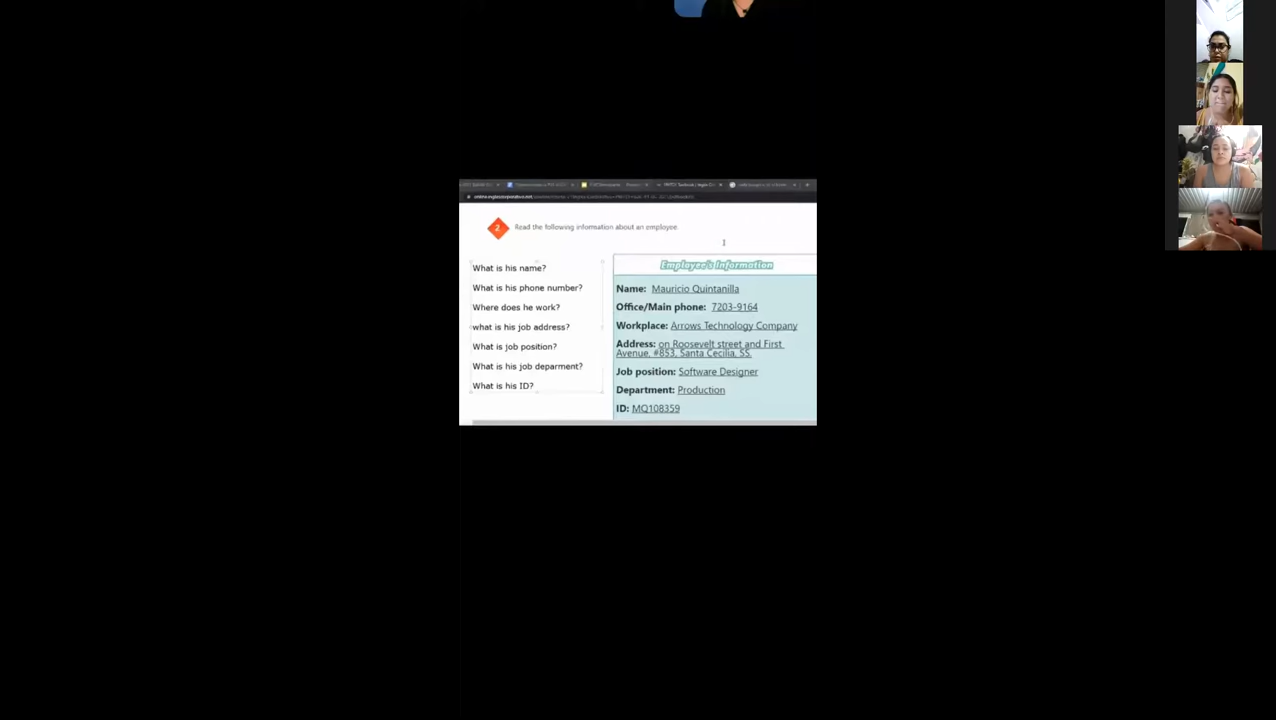 2
Read the following information about an employee.
What is his name?
What is his phone number?
Where does he work?
what is his job address?
What is job position?
What is his job deparment?
What is his ID?
Employee's Information
Name: Mauricio Quintanilla
Office/Main phone: 7203-9164
Workplace: Arrows Technology Company
Address: on Roosevelt street and First
Avenue, #853, Santa Cecilia, SS.
Job position: Software Designer
Department: Production
ID: MQ108359